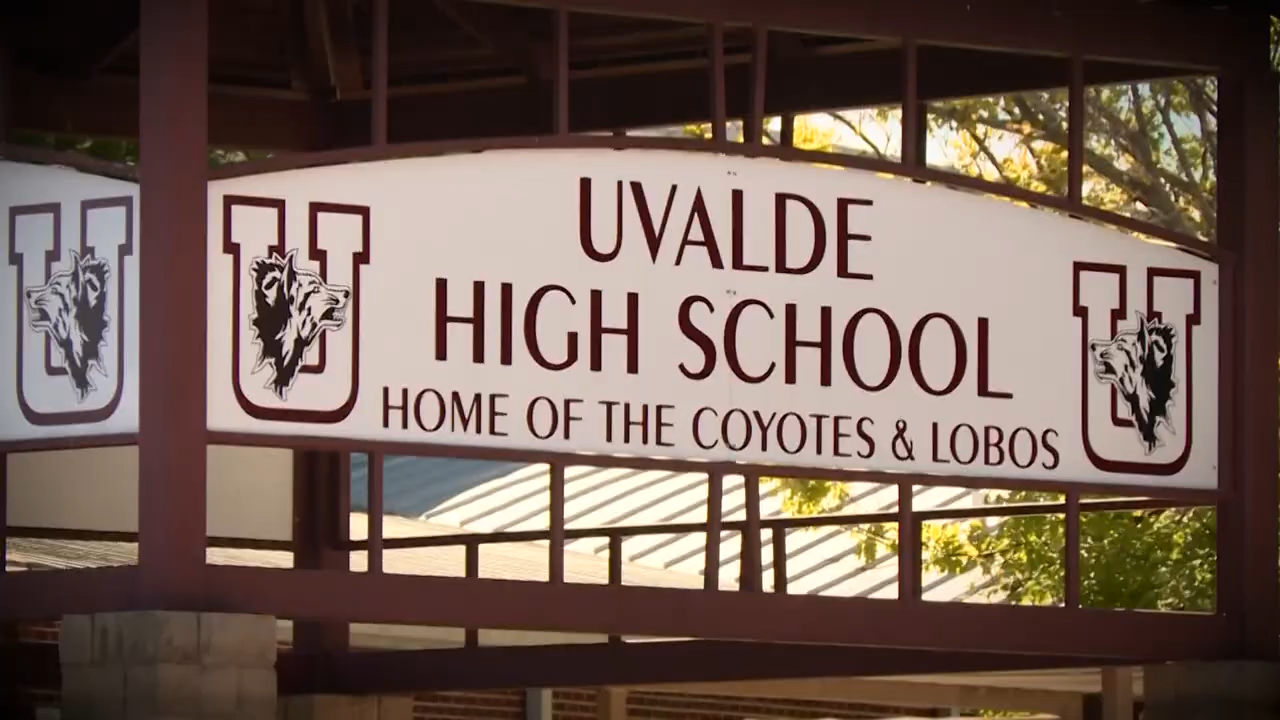 U
U
UVALDE
HIGH SCHOOL
HOME OF THE COYOTES & LOBOS
U